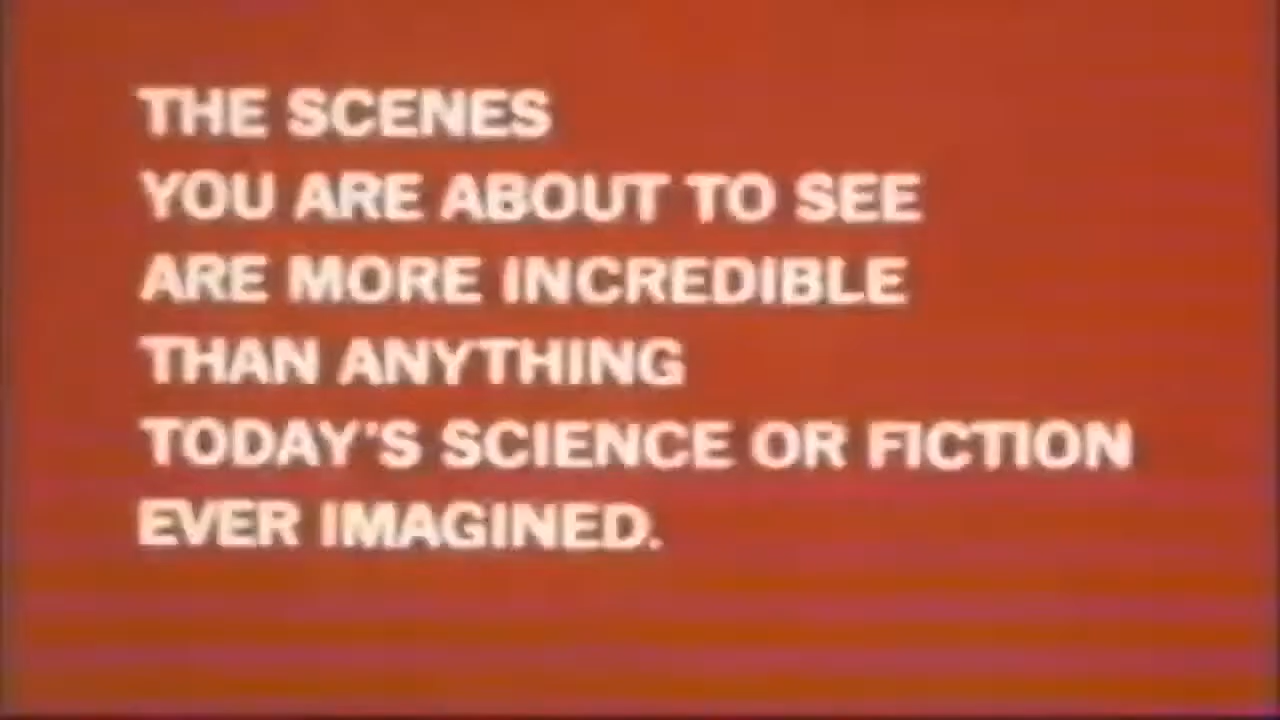 THE SCENES
YOU ARE ABOUT TO SEE
ARE MORE INCREDIBLE
THAN ANYTHING
TODAY'S SCIENCE OR FICTION
EVER IMAGINED.